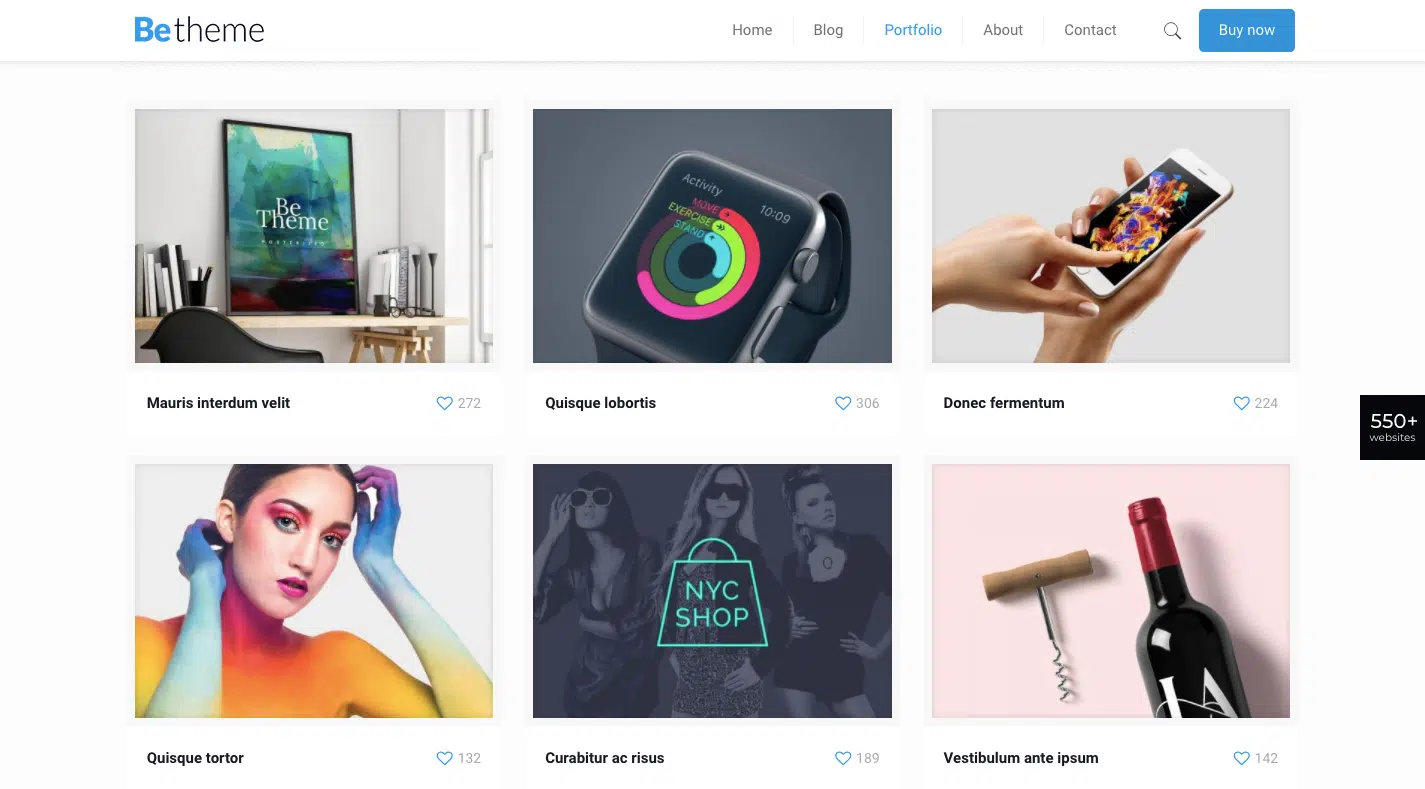 Betheme
Home
Blog
Portfolio
About
Contact
Buy now
Be
Theme
Activity
10:09
MOVE
EXERCISE
STAND
Mauris interdum velit
272
Quisque lobortis
306
Donec fermentum
224
550+
websites
NYC
SHOP
Quisque tortor
132
Curabitur ac risus
189
Vestibulum ante ipsum
142